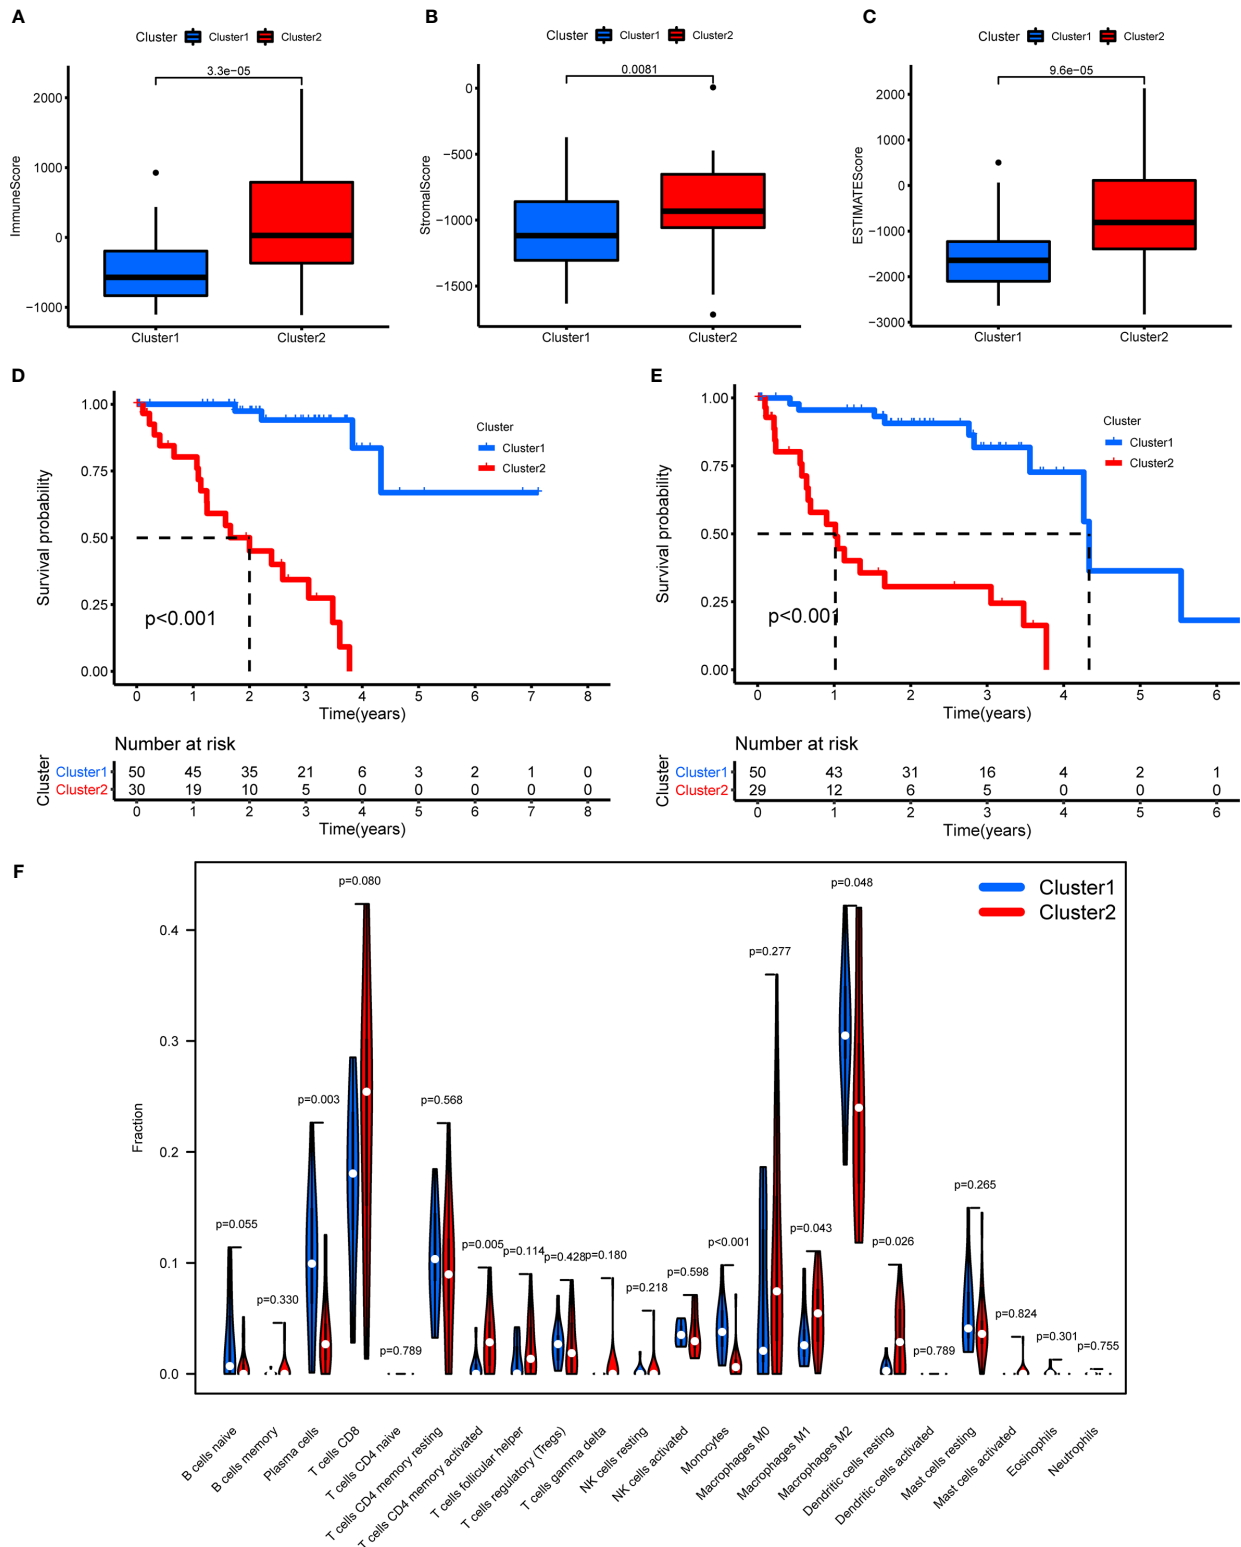 A
Cluster Cluster1 Cluster2
3.3e−05
ImmuneScore
2000
1000
0
−1000
Cluster1 Cluster2
B
Cluster Cluster1 Cluster2
0.0081
StromalScore
0
−500
−1000
−1500
Cluster1 Cluster2
C
Cluster Cluster1 Cluster2
9.6e−05
ESTIMATEScore
2000
1000
0
−1000
−2000
−3000
Cluster1 Cluster2
D
Survival probability
1.00
0.75
0.50
0.25
0.00
Cluster
Cluster1
Cluster2
p<0.001
0 1 2 3 4 5 6 7 8
Time(years)
Number at risk
Cluster
Cluster1 50 45 35 21 6 3 2 1 0
Cluster2 30 19 10 5 0 0 0 0 0
0 1 2 3 4 5 6 7 8
Time(years)
E
Survival probability
1.00
0.75
0.50
0.25
0.00
Cluster
Cluster1
Cluster2
p<0.001
0 1 2 3 4 5 6
Time(years)
Number at risk
Cluster
Cluster1 50 43 31 16 4 2 1
Cluster2 29 12 6 5 0 0 0
0 1 2 3 4 5 6
Time(years)
F
Fraction
0.4
0.3
0.2
0.1
0.0
Cluster1
Cluster2
p=0.055
p=0.330
p=0.003
p=0.080
p=0.789
p=0.568
p=0.005
p=0.114
p=0.428
p=0.180
p=0.218
p=0.598
p<0.001
p=0.277
p=0.043
p=0.048
p=0.026
p=0.789
p=0.265
p=0.824
p=0.301
p=0.755
B cells naive
B cells memory
Plasma cells
T cells CD8
T cells CD4 naive
T cells CD4 memory resting
T cells CD4 memory activated
T cells follicular helper
T cells regulatory (Tregs)
T cells gamma delta
NK cells resting
NK cells activated
Monocytes
Macrophages M0
Macrophages M1
Macrophages M2
Dendritic cells resting
Dendritic cells activated
Mast cells resting
Mast cells activated
Eosinophils
Neutrophils